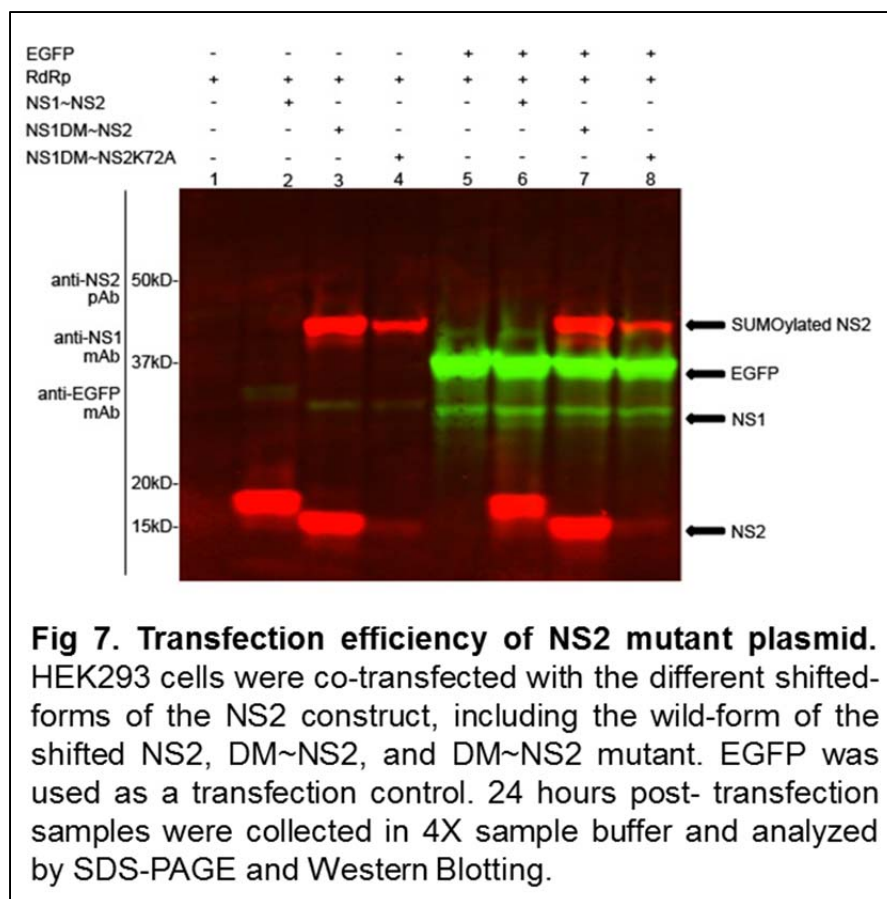 EGFP - - - - + + + +
RdRp + + + + + + + +
NS1~NS2 - + - - - + - -
NS1DM~NS2 - - + - - - + -
NS1DM~NS2K72A - - - + - - - +
1 2 3 4 5 6 7 8
anti-NS2 pAb
anti-NS1 mAb
anti-EGFP mAb
50kD-
37kD-
20kD-
15kD-
SUMOylated NS2
EGFP
NS1
NS2
Fig 7. Transfection efficiency of NS2 mutant plasmid.
HEK293 cells were co-transfected with the different shifted-
forms of the NS2 construct, including the wild-form of the
shifted NS2, DM~NS2, and DM~NS2 mutant. EGFP was
used as a transfection control. 24 hours post- transfection
samples were collected in 4X sample buffer and analyzed
by SDS-PAGE and Western Blotting.